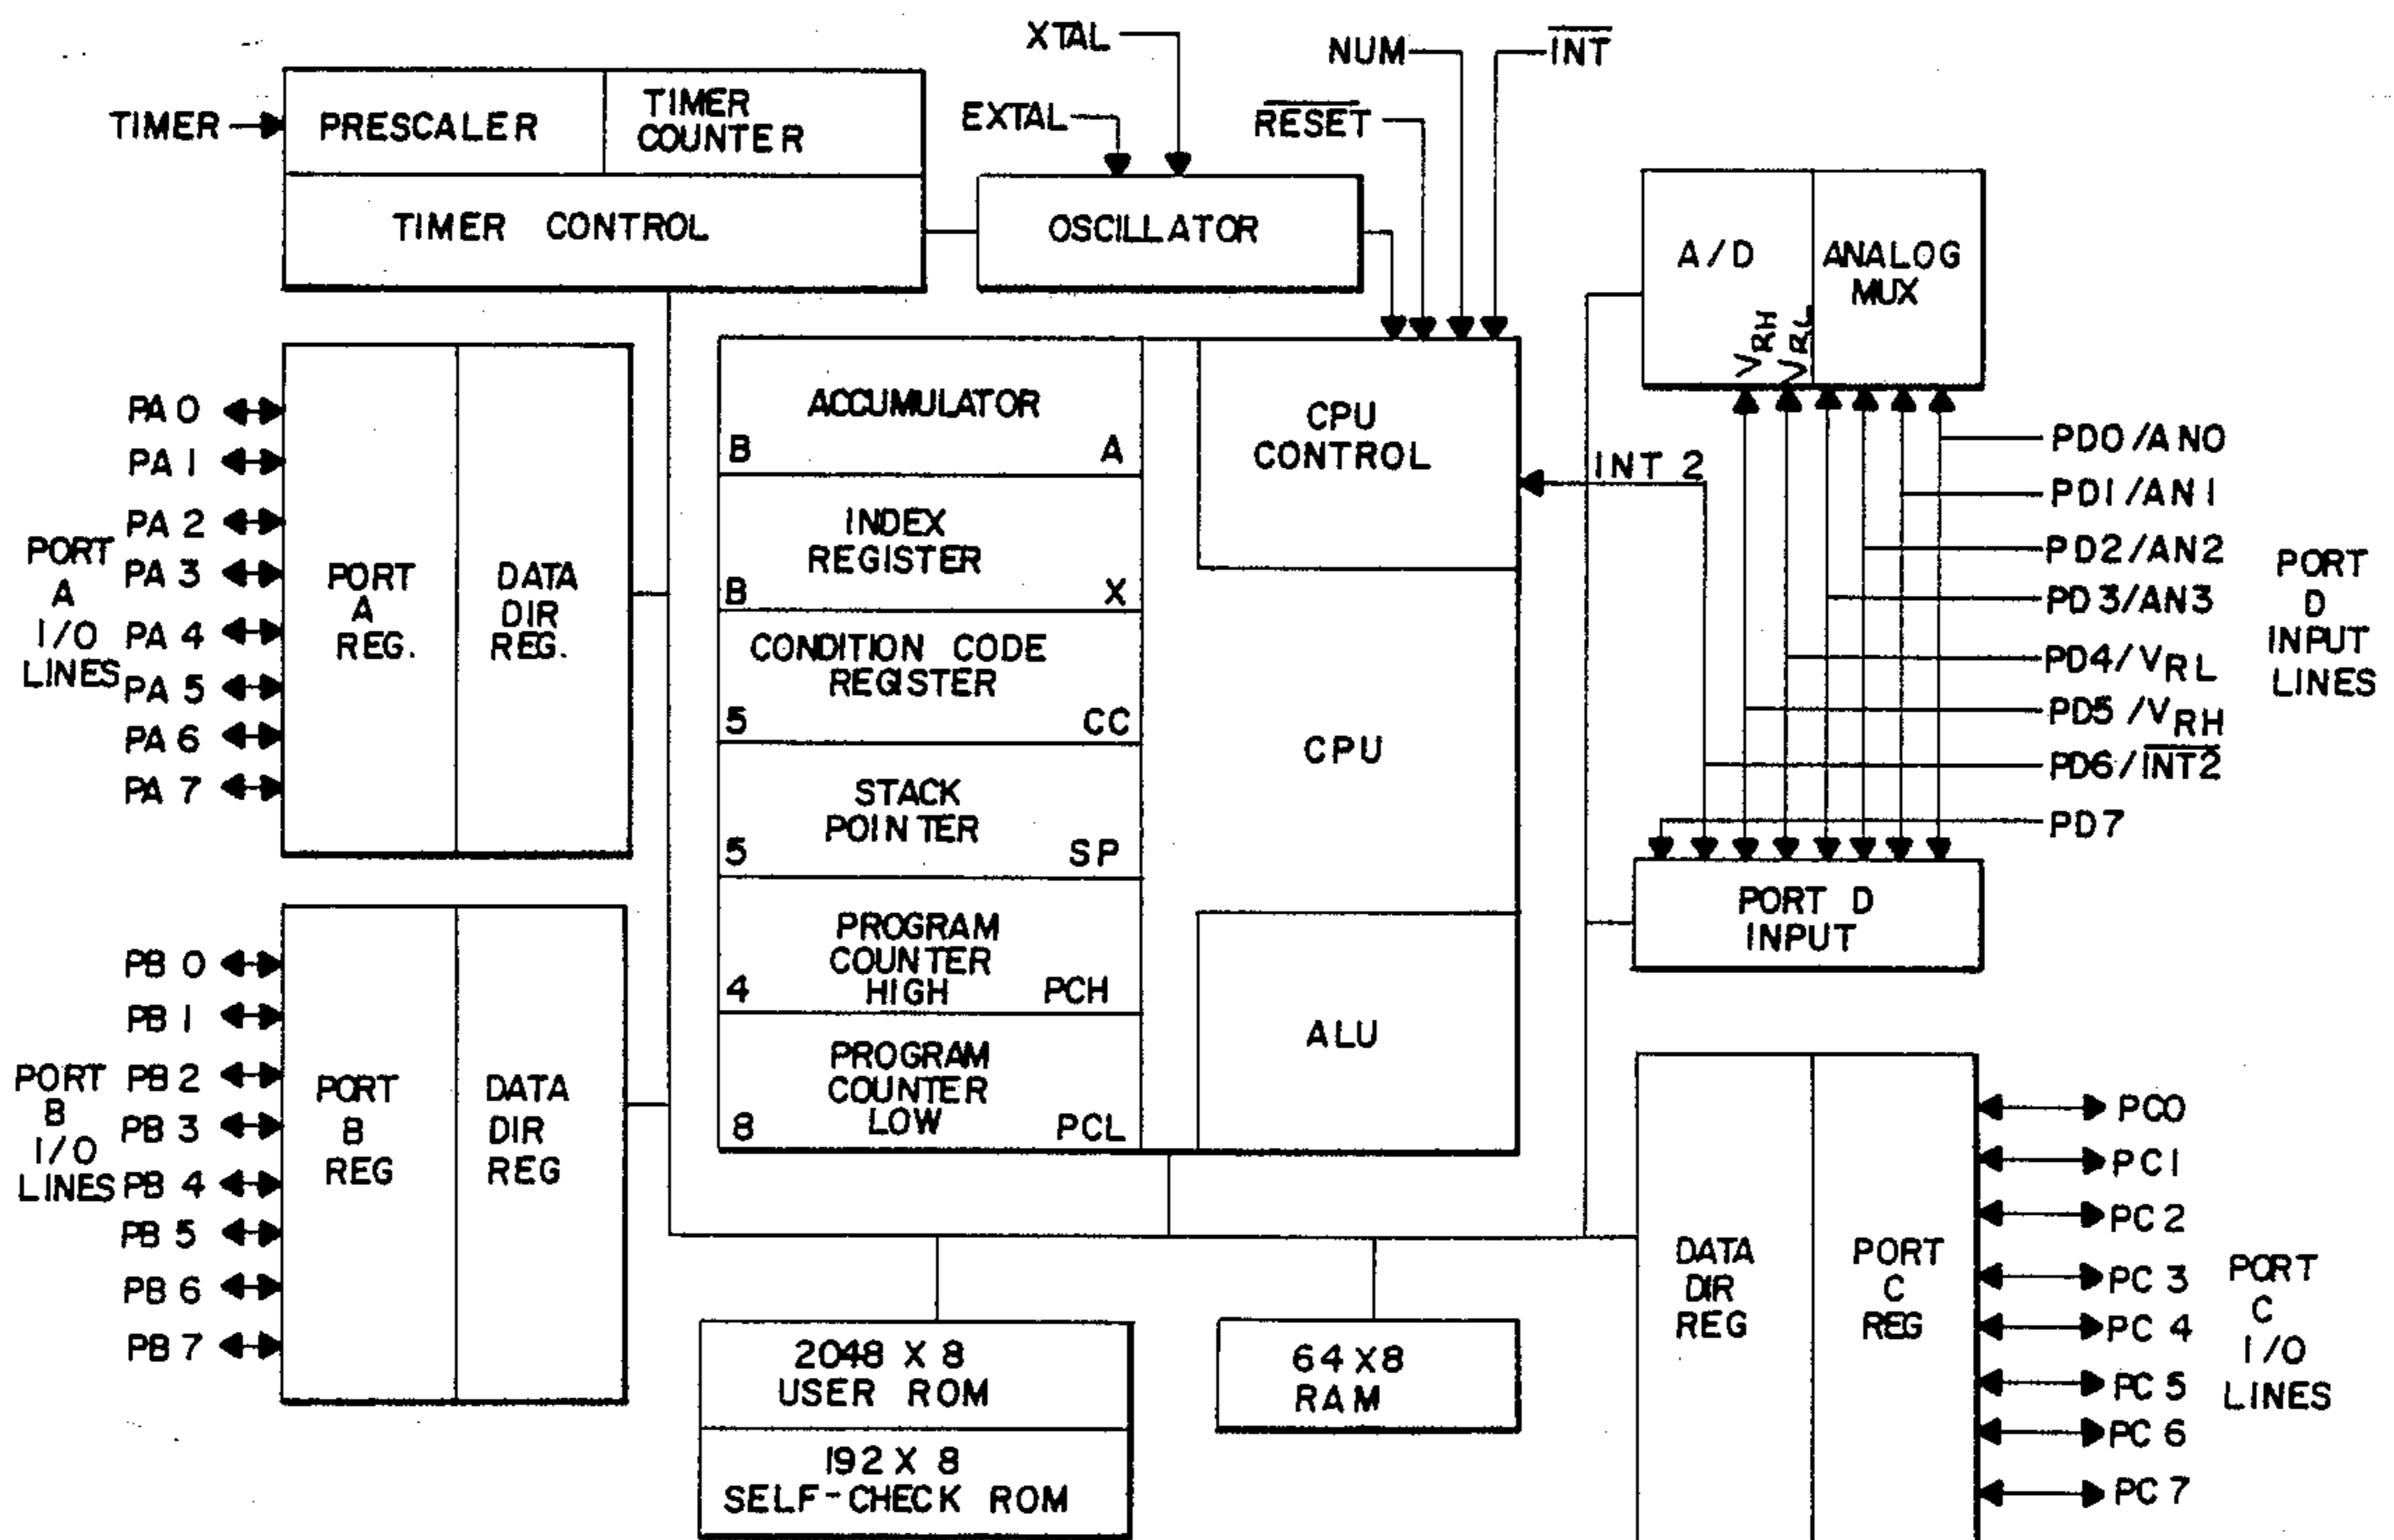 XTAL
NUM
INT
TIMER
PRESCALER
TIMER
COUNTER
EXTAL
RESET
TIMER CONTROL
OSCILLATOR
A/D
ANALOG
MUX
VRH
VRL
PORT
A
I/O
LINES
PA 0
PA 1
PA 2
PA 3
PA 4
PA 5
PA 6
PA 7
PORT
A
REG.
DATA
DIR
REG.
ACCUMULATOR
B A
INDEX
REGISTER
B X
CONDITION CODE
REGISTER
5 CC
STACK
POINTER
5 SP
PROGRAM
COUNTER
HIGH
4 PCH
PROGRAM
COUNTER
LOW
8 PCL
CPU
CONTROL
CPU
ALU
INT 2
PD0/AN0
PD1/AN1
PD2/AN2
PD3/AN3
PD4/VRL
PD5/VRH
PD6/INT2
PD7
PORT
D
INPUT
LINES
PORT D
INPUT
PORT
B
I/O
LINES
PB 0
PB 1
PB 2
PB 3
PB 4
PB 5
PB 6
PB 7
PORT
B
REG
DATA
DIR
REG
2048 X 8
USER ROM
192 X 8
SELF-CHECK ROM
64 X8
RAM
DATA
DIR
REG
PORT
C
REG
PC0
PC1
PC 2
PC 3
PC 4
PC 5
PC 6
PC 7
PORT
C
I/O
LINES